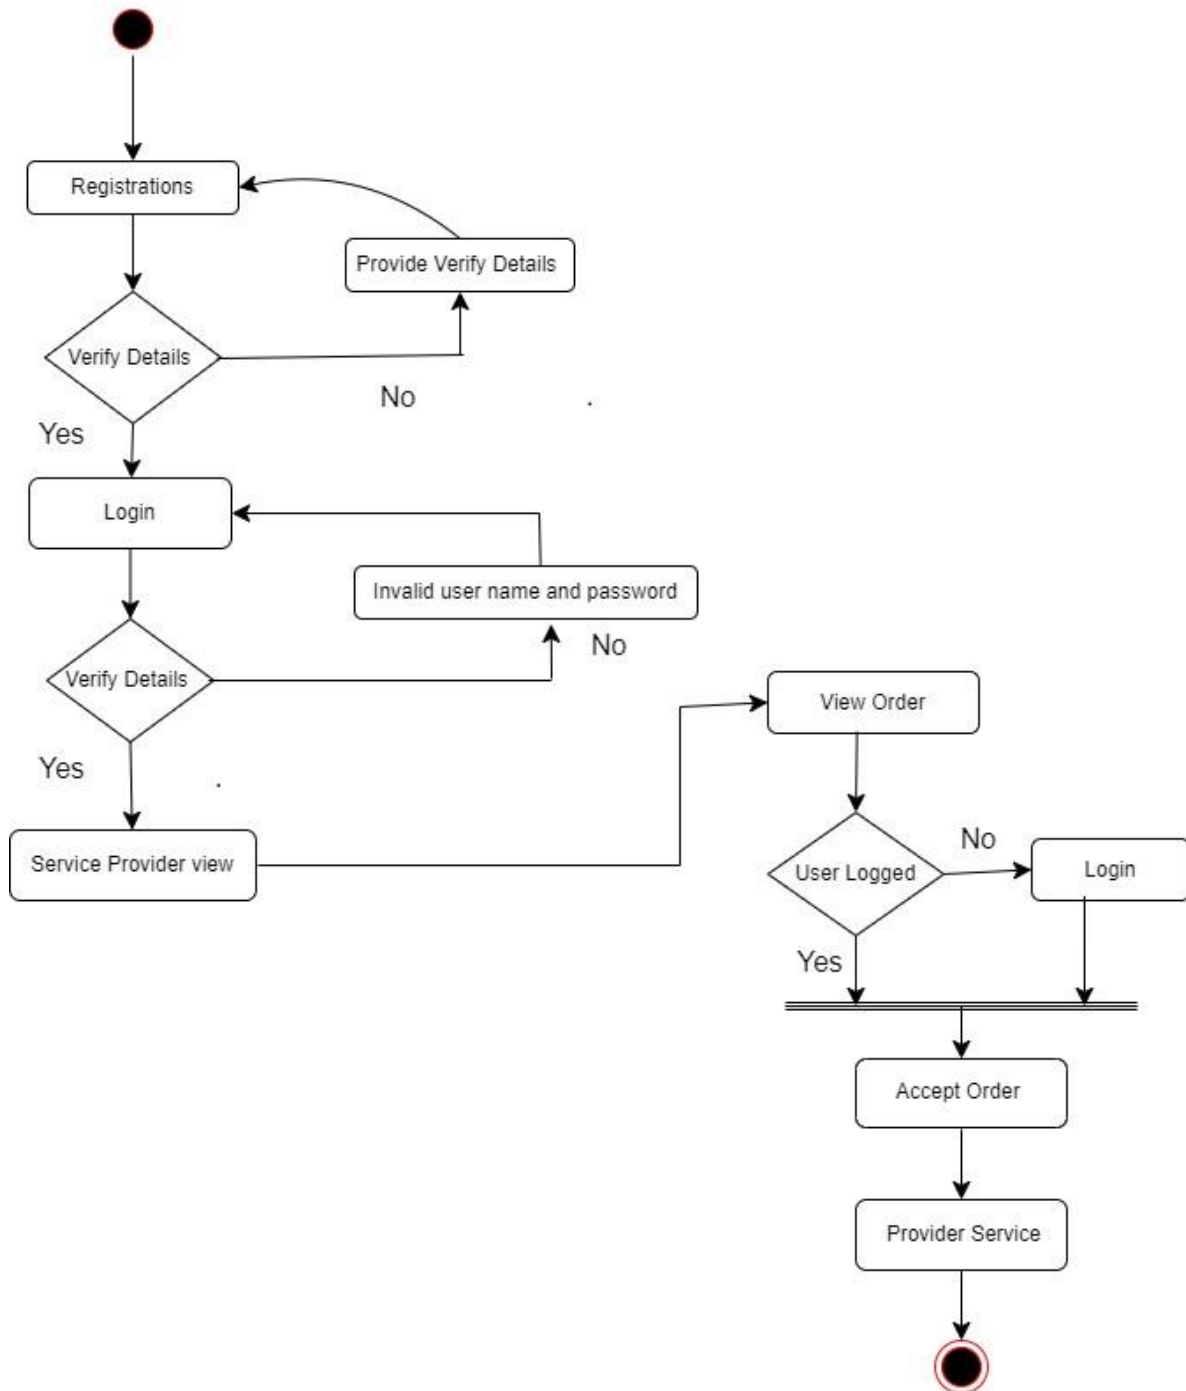 Registrations
Provide Verify Details
Verify Details
No
Yes
Login
Invalid user name and password
No
Verify Details
Yes
Service Provider view
View Order
User Logged
No
Login
Yes
Accept Order
Provider Service